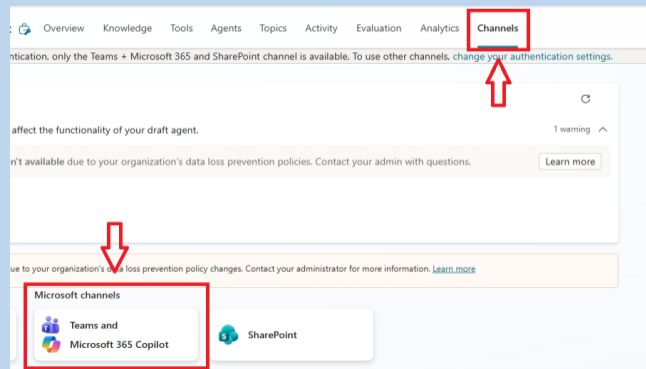 Overview Knowledge Tools Agents Topics Activity Evaluation Analytics Channels
only the Teams + Microsoft 365 and SharePoint channel is available. To use other channels, change your authentication settings.
affect the functionality of your draft agent.
1 warning
available due to your organization's data loss prevention policies. Contact your admin with questions.
Learn more
to your organization's data loss prevention policy changes. Contact your administrator for more information. Learn more
Microsoft channels
Teams and
Microsoft 365 Copilot
SharePoint